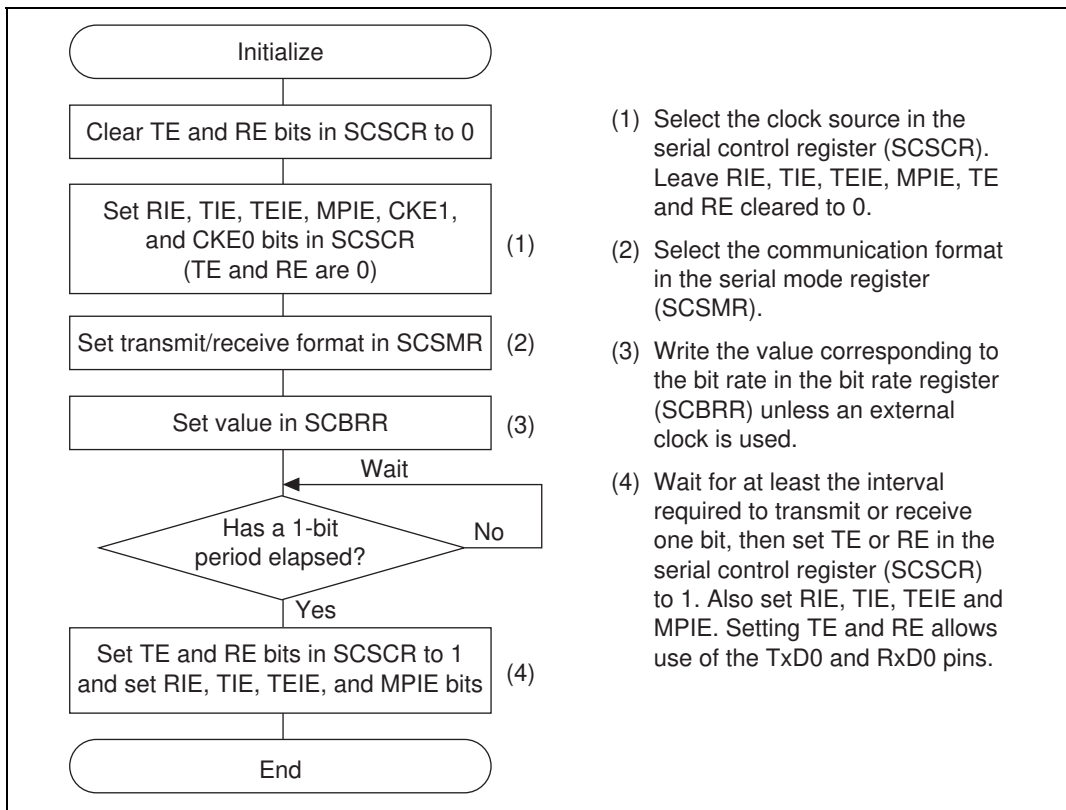 Initialize
Clear TE and RE bits in SCSCR to 0
Set RIE, TIE, TEIE, MPIE, CKE1,
and CKE0 bits in SCSCR
(TE and RE are 0)
(1)
Set transmit/receive format in SCSMR
(2)
Set value in SCBRR
(3)
Wait
Has a 1-bit
period elapsed?
No
Yes
Set TE and RE bits in SCSCR to 1
and set RIE, TIE, TEIE, and MPIE bits
(4)
End
(1) Select the clock source in the
serial control register (SCSCR).
Leave RIE, TIE, TEIE, MPIE, TE
and RE cleared to 0.
(2) Select the communication format
in the serial mode register
(SCSMR).
(3) Write the value corresponding to
the bit rate in the bit rate register
(SCBRR) unless an external
clock is used.
(4) Wait for at least the interval
required to transmit or receive
one bit, then set TE or RE in the
serial control register (SCSCR)
to 1. Also set RIE, TIE, TEIE and
MPIE. Setting TE and RE allows
use of the TxD0 and RxD0 pins.